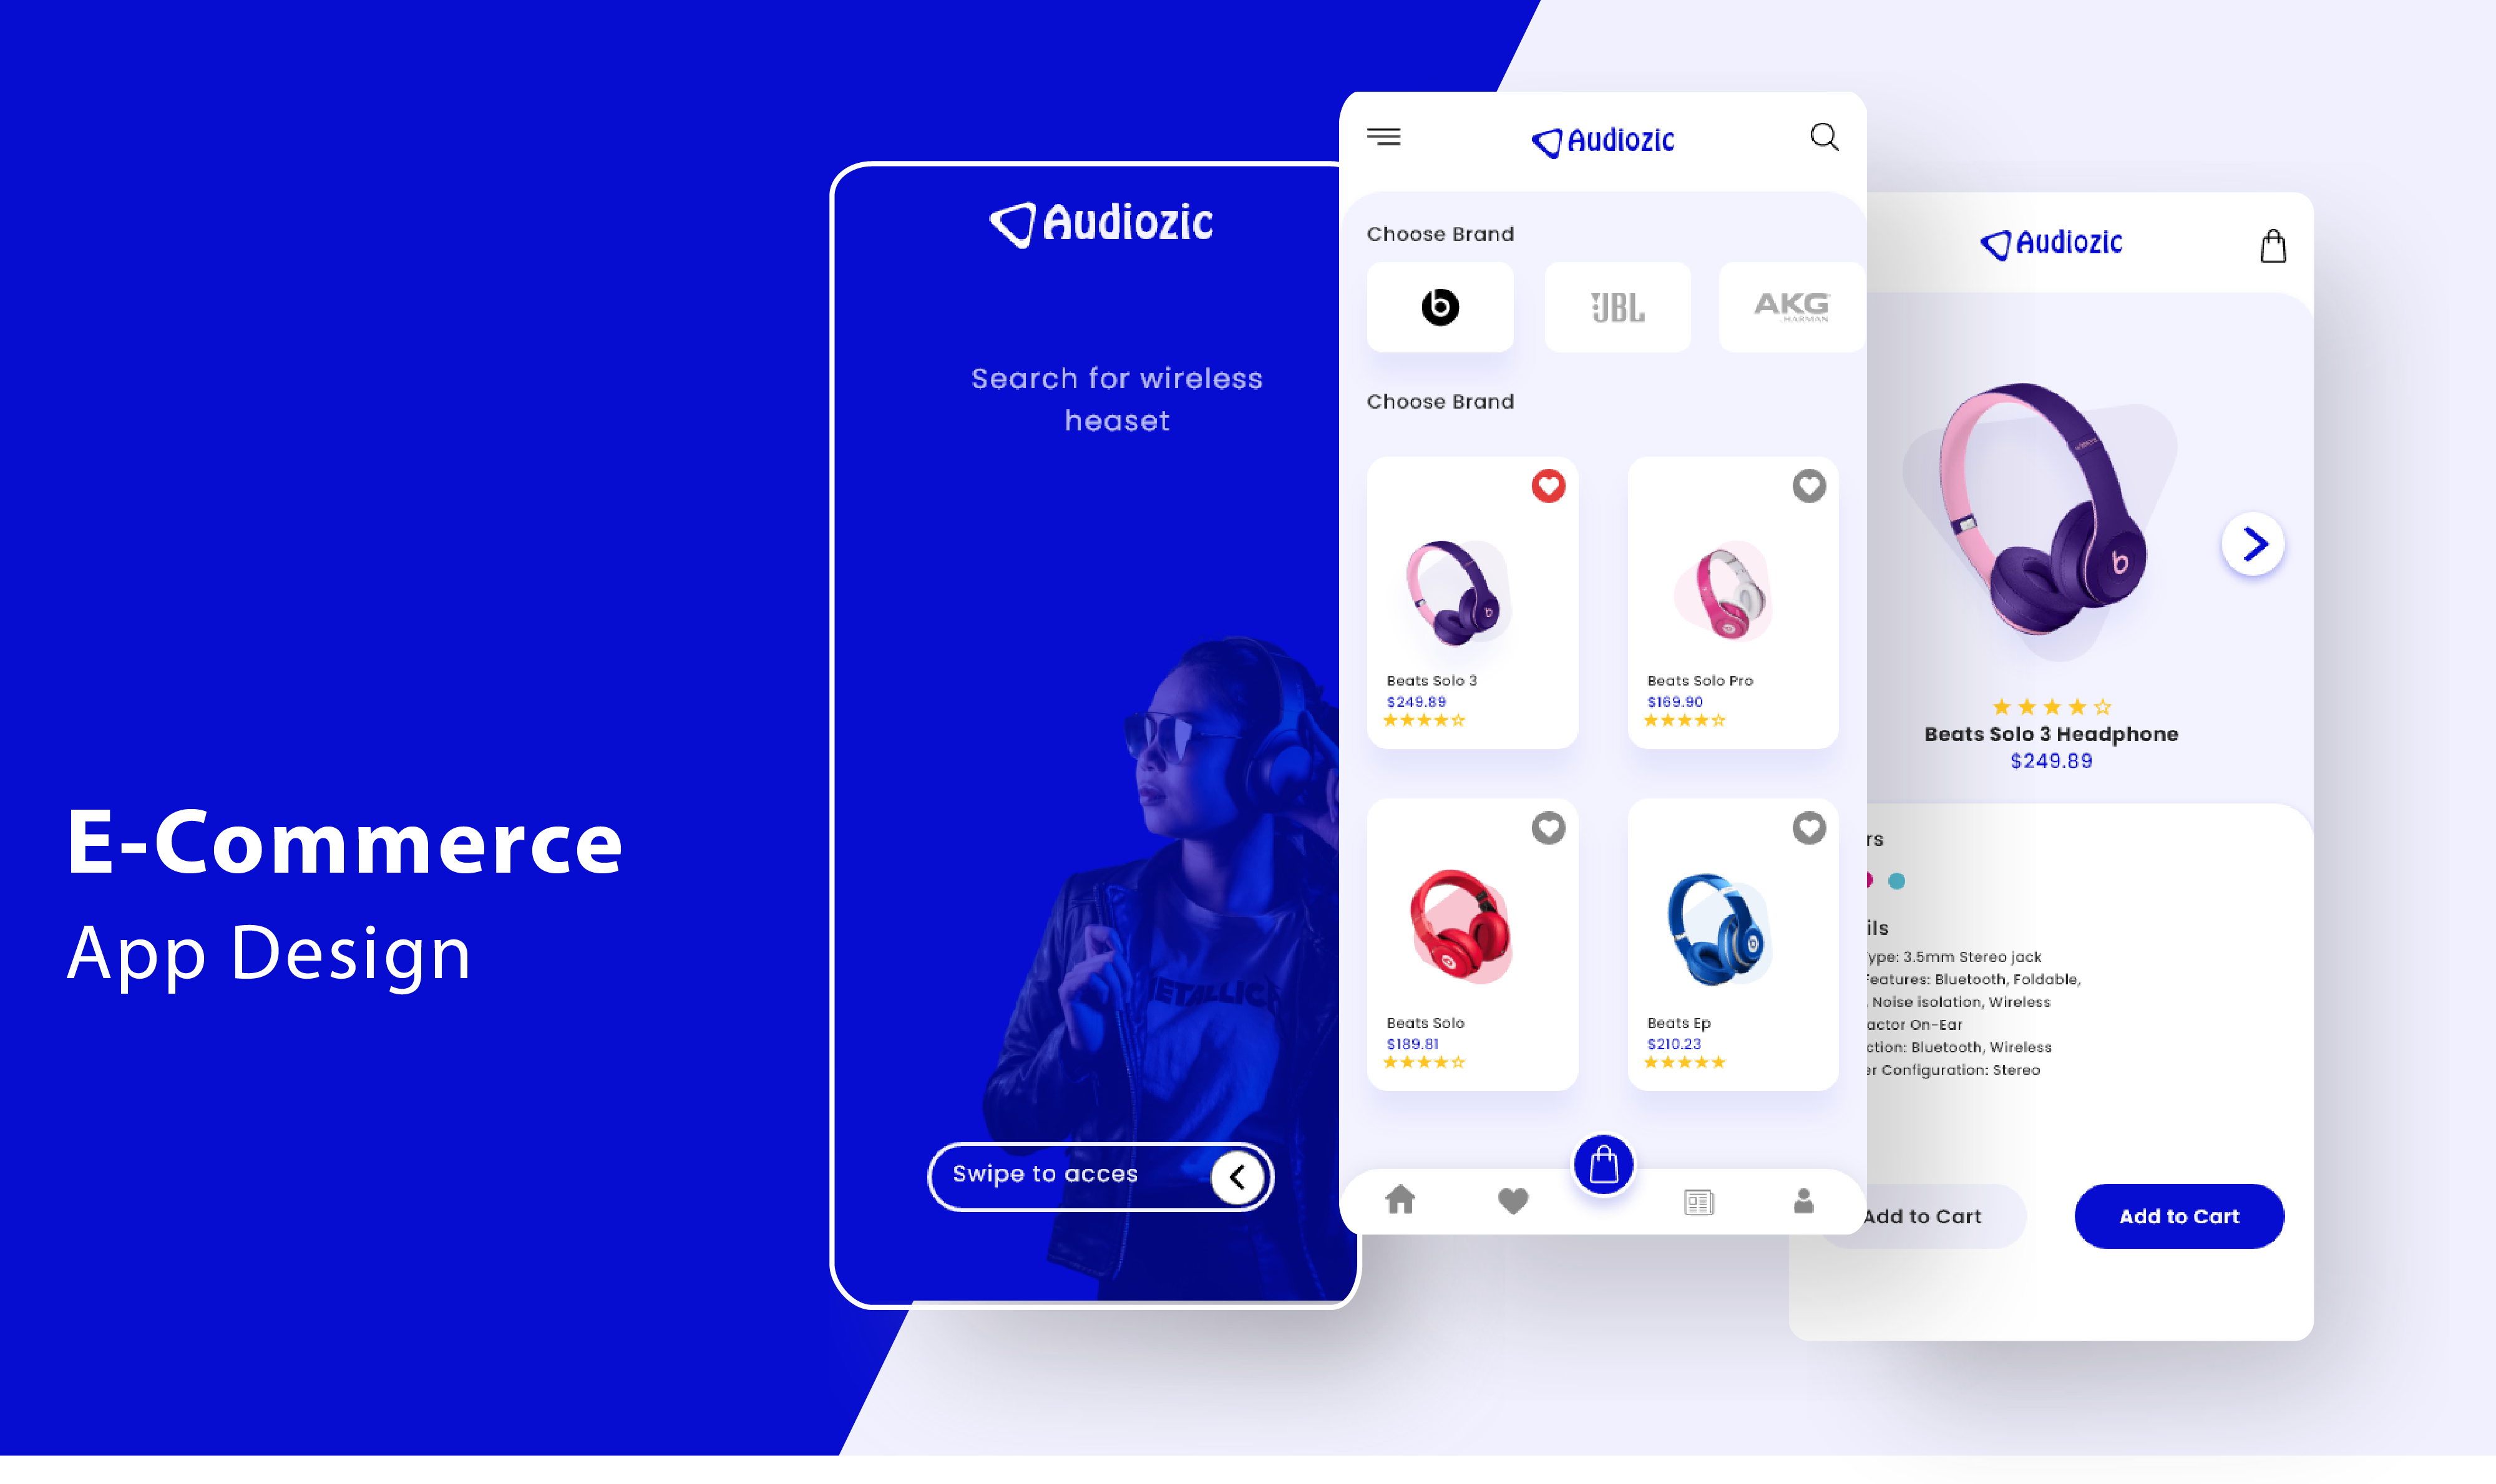 E-Commerce
App Design
Audiozic
Search for wireless
heaset
Swipe to acces
Audiozic
Choose Brand
b
JBL
AKG
HARMAN
Choose Brand
Beats Solo 3
$249.89
Beats Solo Pro
$169.90
Beats Solo
$189.81
Beats Ep
$210.23
Audiozic
b
Beats Solo 3 Headphone
$249.89
rs
ils
ype: 3.5mm Stereo jack
eatures: Bluetooth, Foldable,
Noise isolation, Wireless
actor On-Ear
ction: Bluetooth, Wireless
er Configuration: Stereo
Add to Cart
Add to Cart